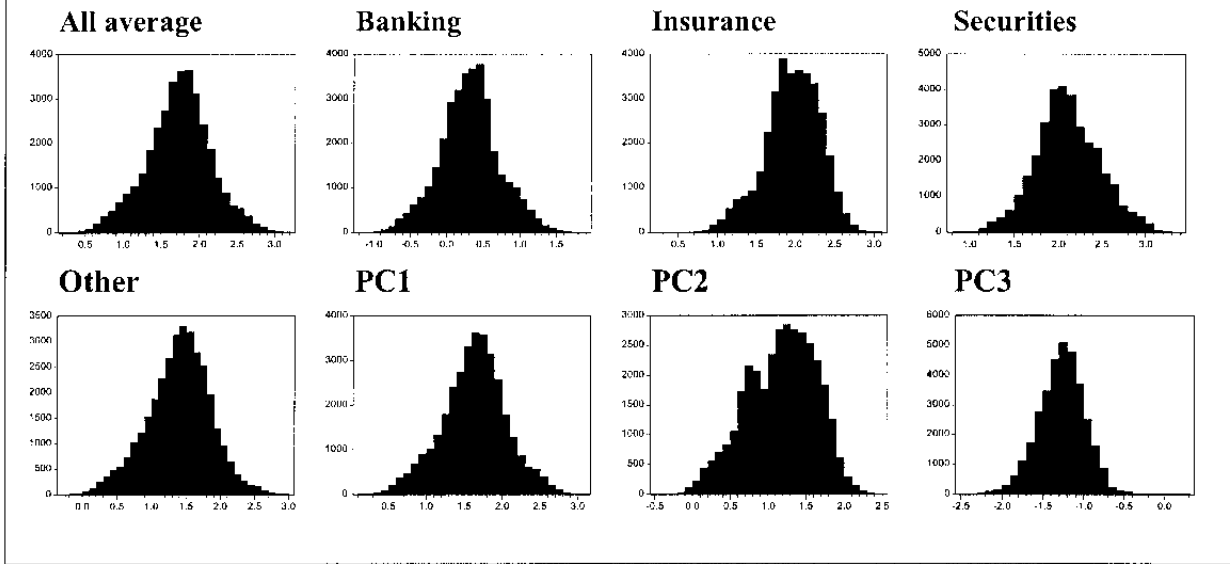 All average Banking Insurance Securities
4000 4000 4000 5000
3000 3000 3000 4000
2000 2000 2000 3000
2000
1000 1000 1000 1000
0 0 0 0
0.5 1.0 1.5 2.0 2.5 3.0 -1.0 -0.5 0.0 0.5 1.0 1.5 0.5 1.0 1.5 2.0 2.5 3.0 1.0 1.5 2.0 2.5 3.0
Other PC1 PC2 PC3
3500 4000 3000 6000
3000 2500 5000
2500 3000 2000 4000
2000 2000 1500 3000
1500 1000 2000
1000 1000 500 1000
500
0 0 0 0
0.0 0.5 1.0 1.5 2.0 2.5 3.0 0.5 1.0 1.5 2.0 2.5 3.0 -0.5 0.0 0.5 1.0 1.5 2.0 2.5 -2.5 -2.0 -1.5 -1.0 -0.5 0.0